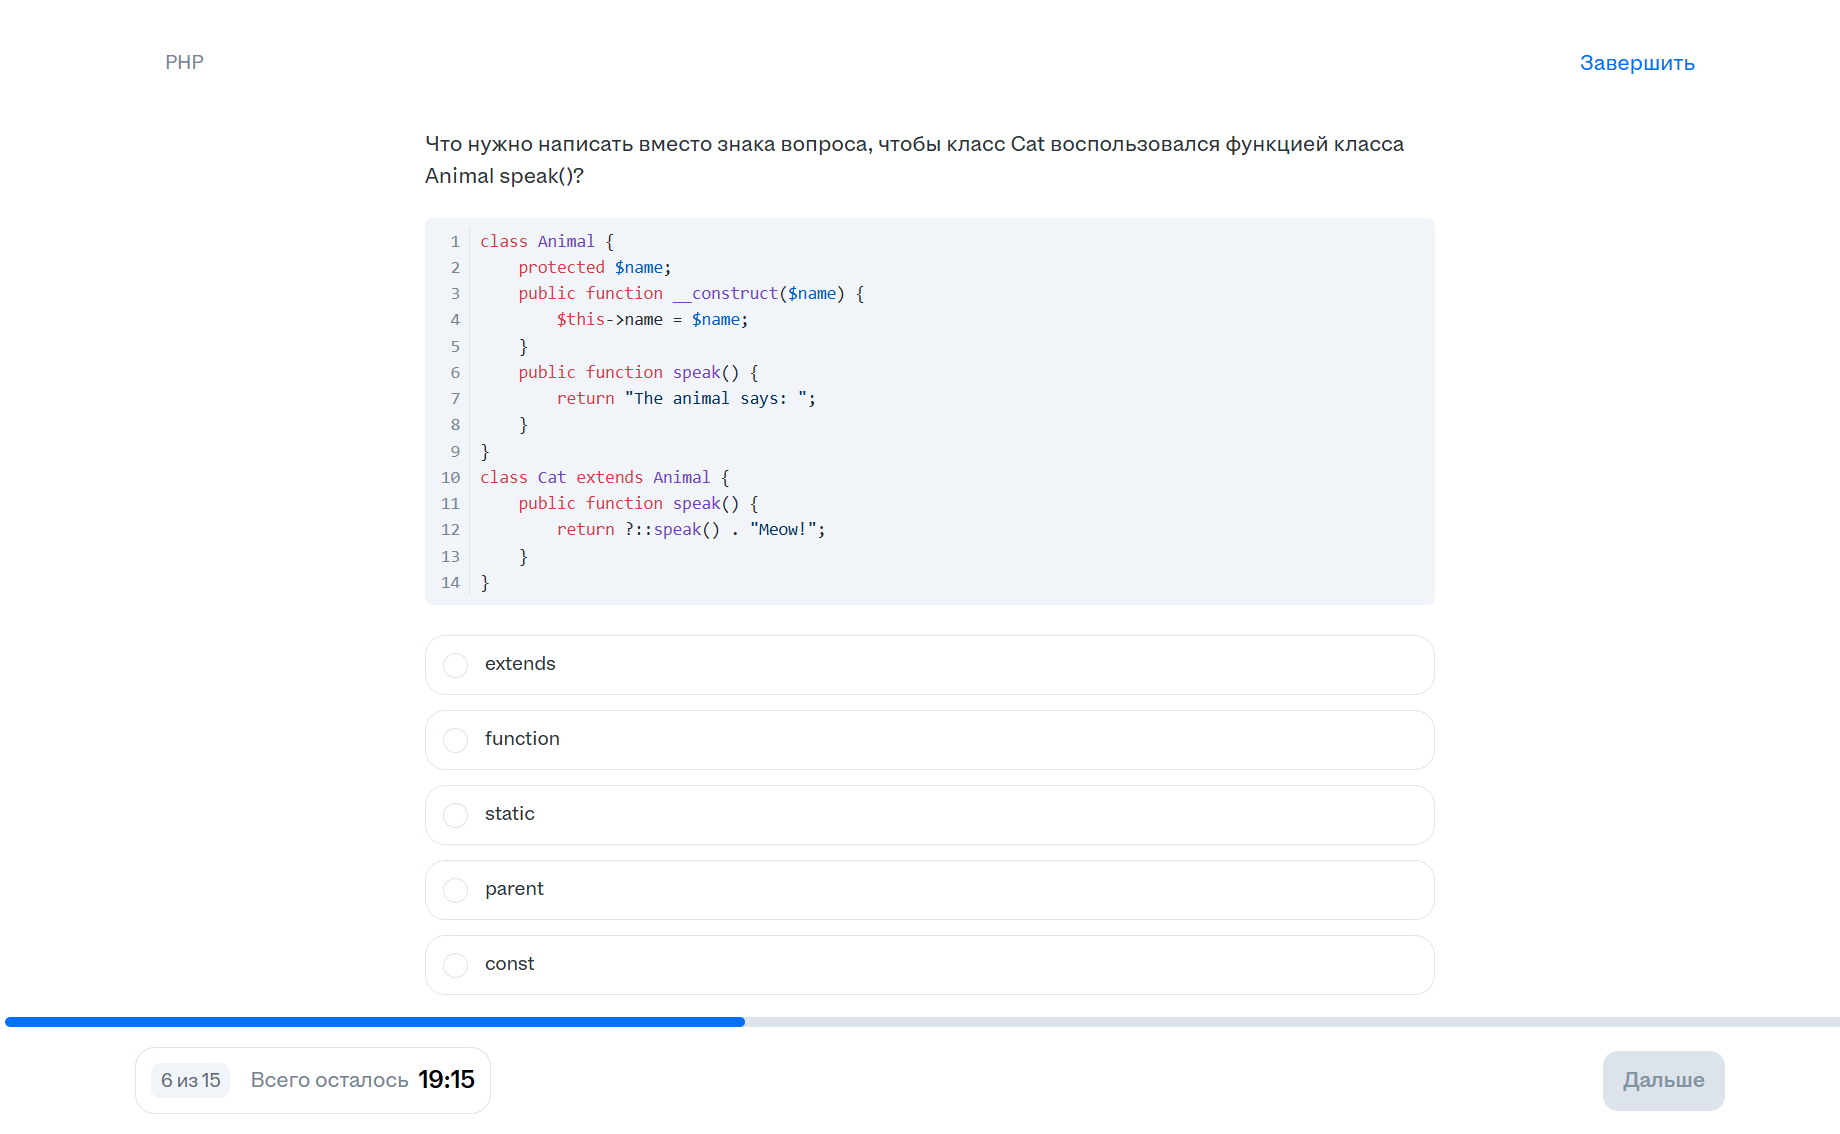 PHP
Завершить
Что нужно написать вместо знака вопроса, чтобы класс Cat воспользовался функцией класса
Animal speak()?
1 class Animal {
2     protected $name;
3     public function __construct($name) {
4         $this->name = $name;
5     }
6     public function speak() {
7         return "The animal says: ";
8     }
9 }
10 class Cat extends Animal {
11     public function speak() {
12         return ?::speak() . "Meow!";
13     }
14 }
extends
function
static
parent
const
6 из 15 Всего осталось 19:15
Дальше